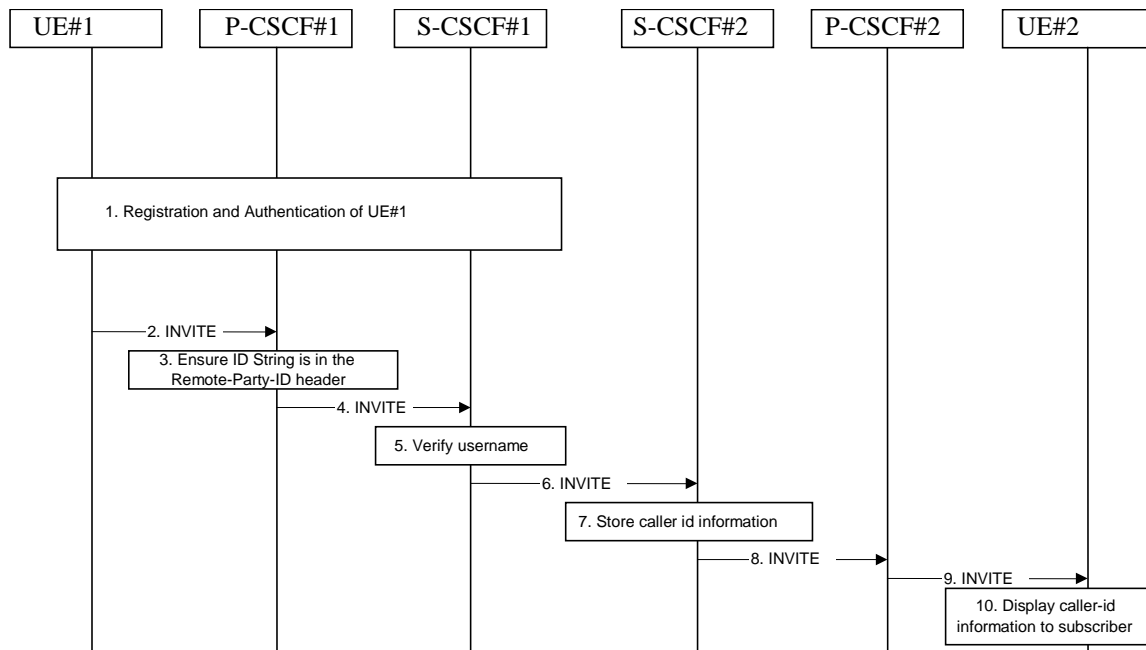 UE#1
P-CSCF#1
S-CSCF#1
S-CSCF#2
P-CSCF#2
UE#2
1. Registration and Authentication of UE#1
2. INVITE
3. Ensure ID String is in the
Remote-Party-ID header
4. INVITE
5. Verify username
6. INVITE
7. Store caller id information
8. INVITE
9. INVITE
10. Display caller-id
information to subscriber